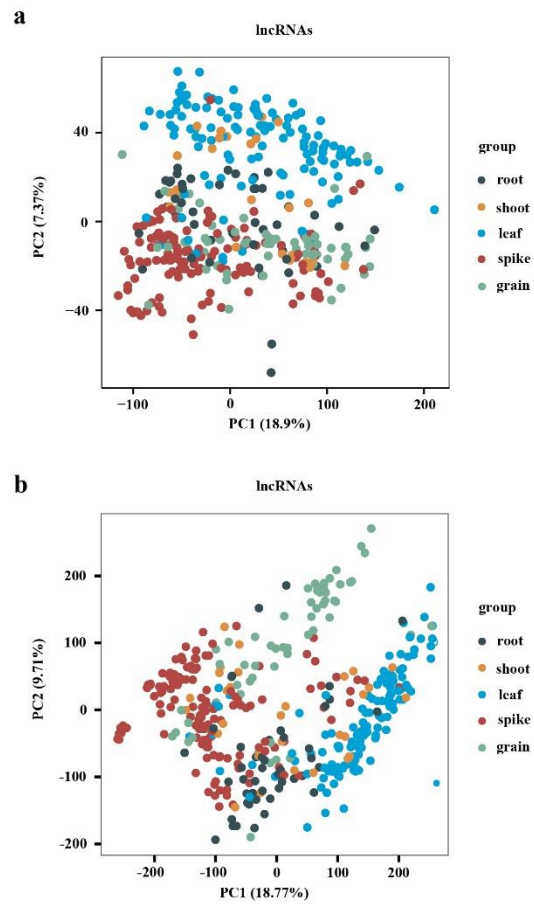 a
lncRNAs
PC2 (7.37%)
40
0
−40
−100
0
100
200
PC1 (18.9%)
group
root
shoot
leaf
spike
grain
b
lncRNAs
PC2 (9.71%)
200
100
0
-100
-200
-200
-100
0
100
200
PC1 (18.77%)
group
root
shoot
leaf
spike
grain